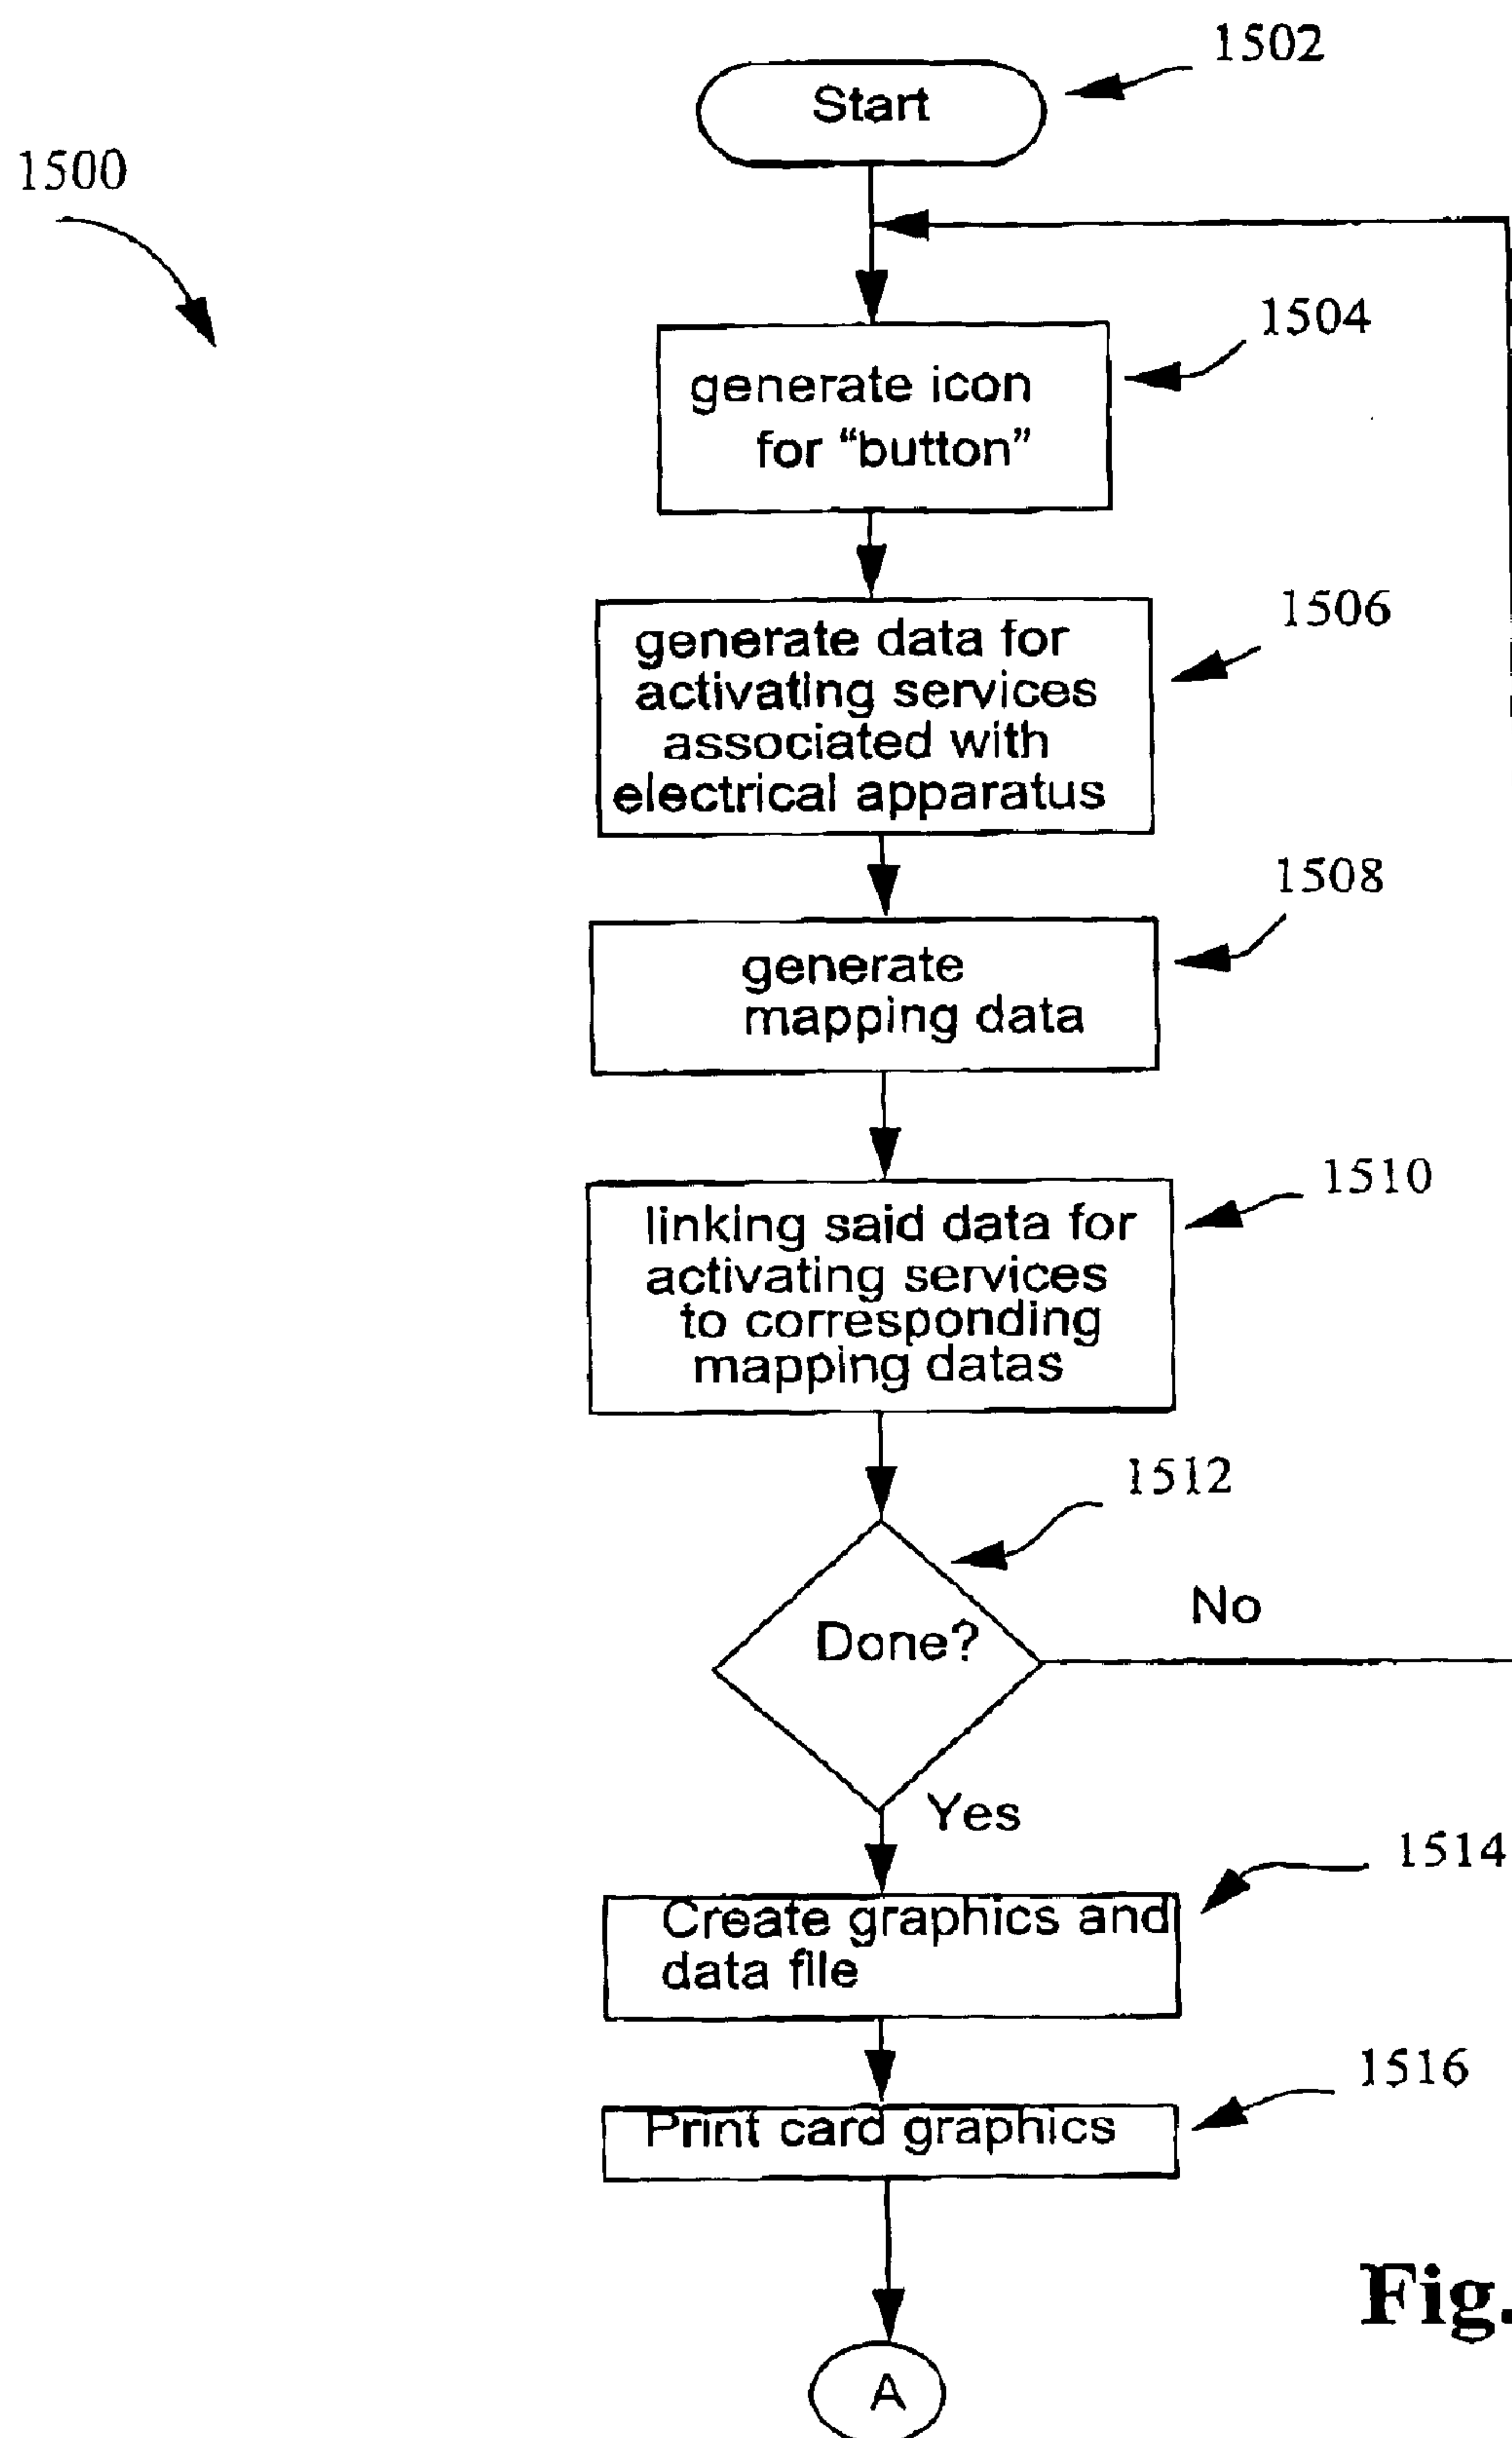 1502
Start
1500
1504
generate icon
for “button”
1506
generate data for
activating services
associated with
electrical apparatus
1508
generate
mapping data
1510
linking said data for
activating services
to corresponding
mapping datas
1512
Done?
No
Yes
1514
Create graphics and
data file
1516
Print card graphics
Fig.
A